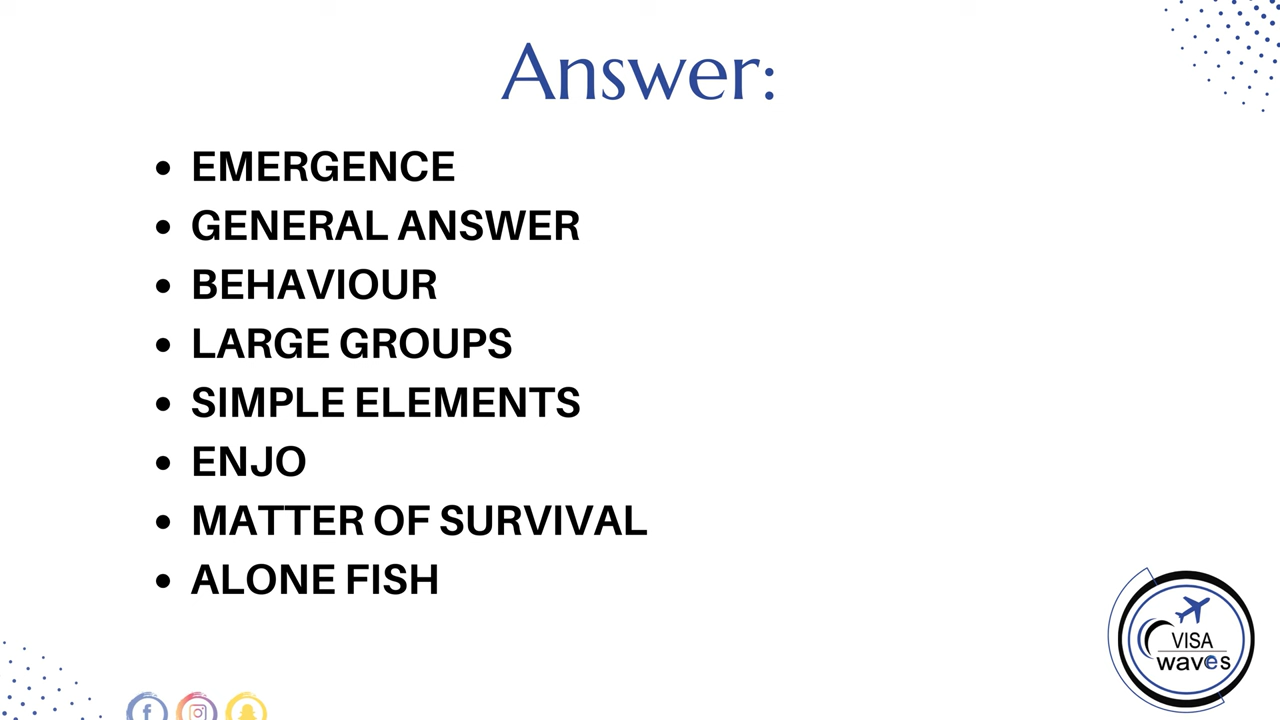 Answer:
• EMERGENCE
• GENERAL ANSWER
• BEHAVIOUR
• LARGE GROUPS
• SIMPLE ELEMENTS
• ENJO
• MATTER OF SURVIVAL
• ALONE FISH
VISA
waves